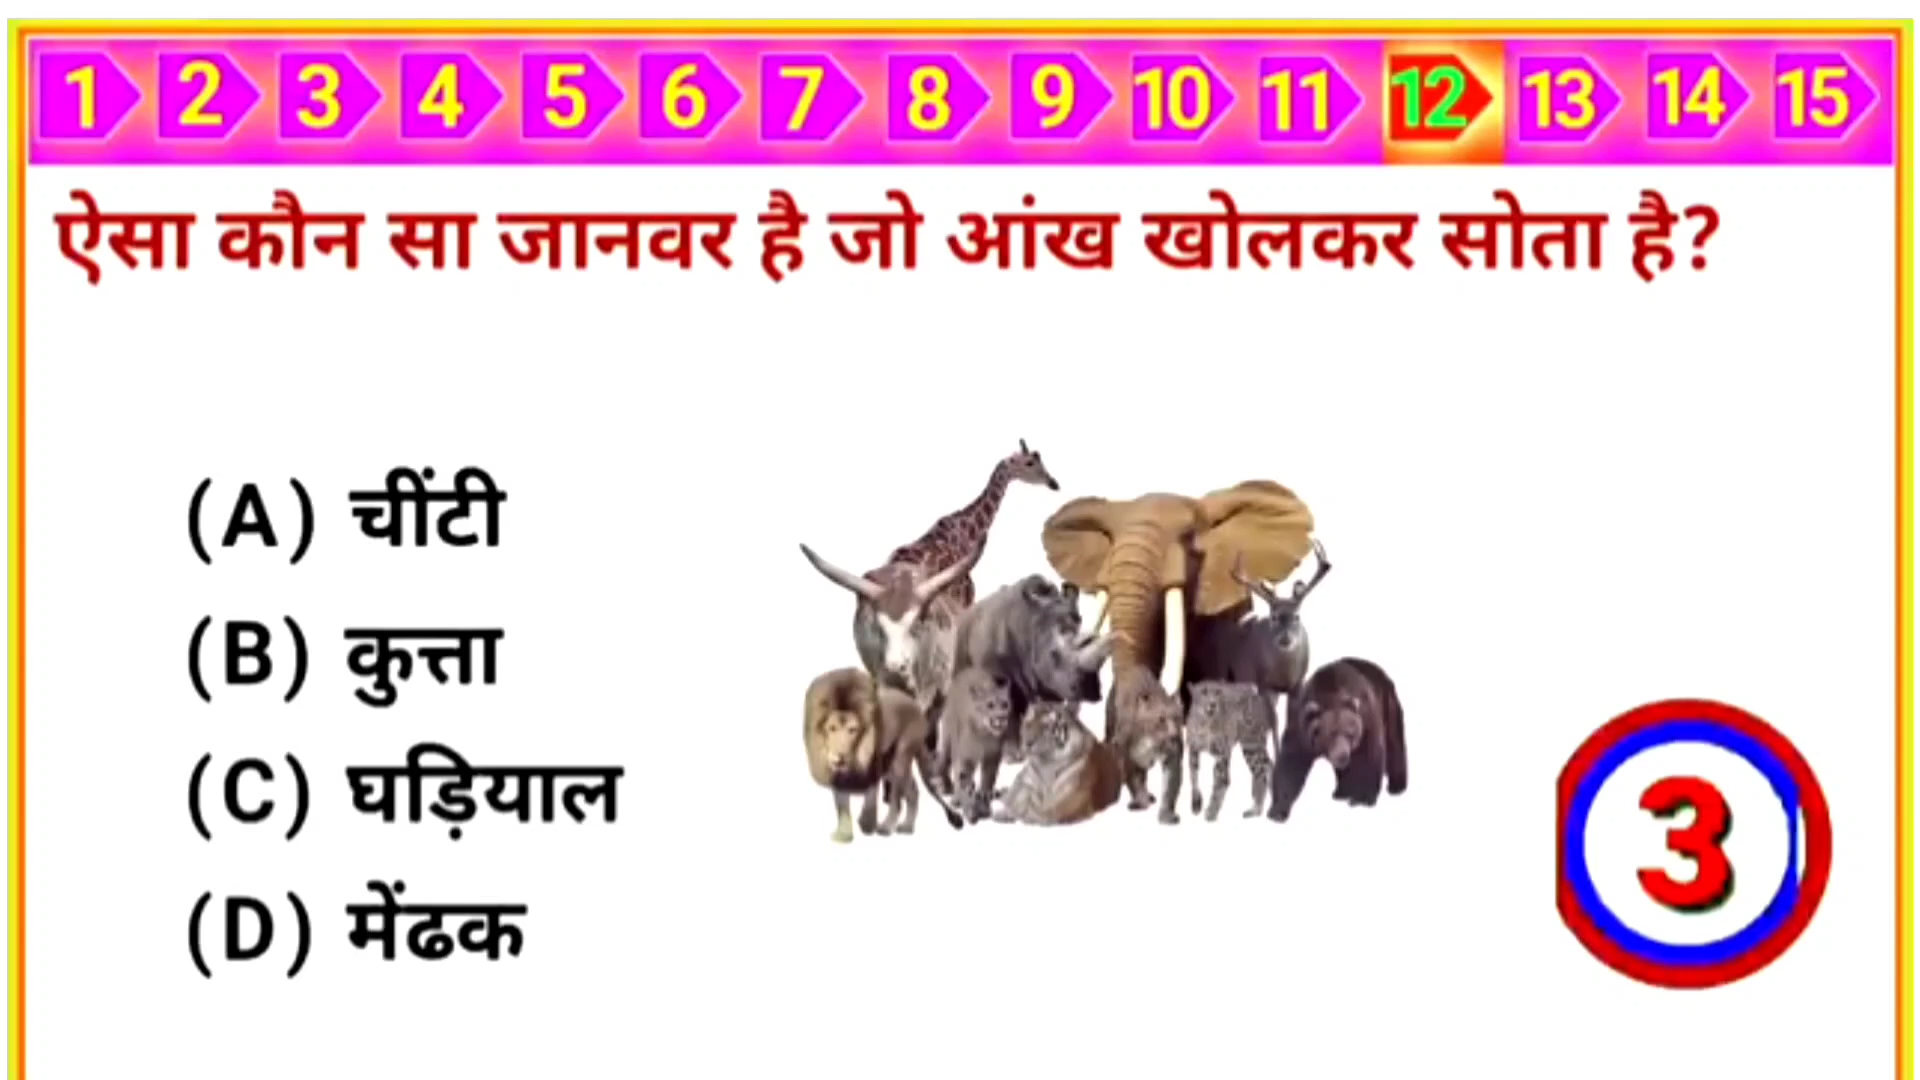 1 2 3 4 5 6 7 8 9 10 11 12 13 14 15
ऐसा कौन सा जानवर है जो आंख खोलकर सोता है?
(A) चींटी
(B) कुत्ता
(C) घड़ियाल
(D) मेंढक
3